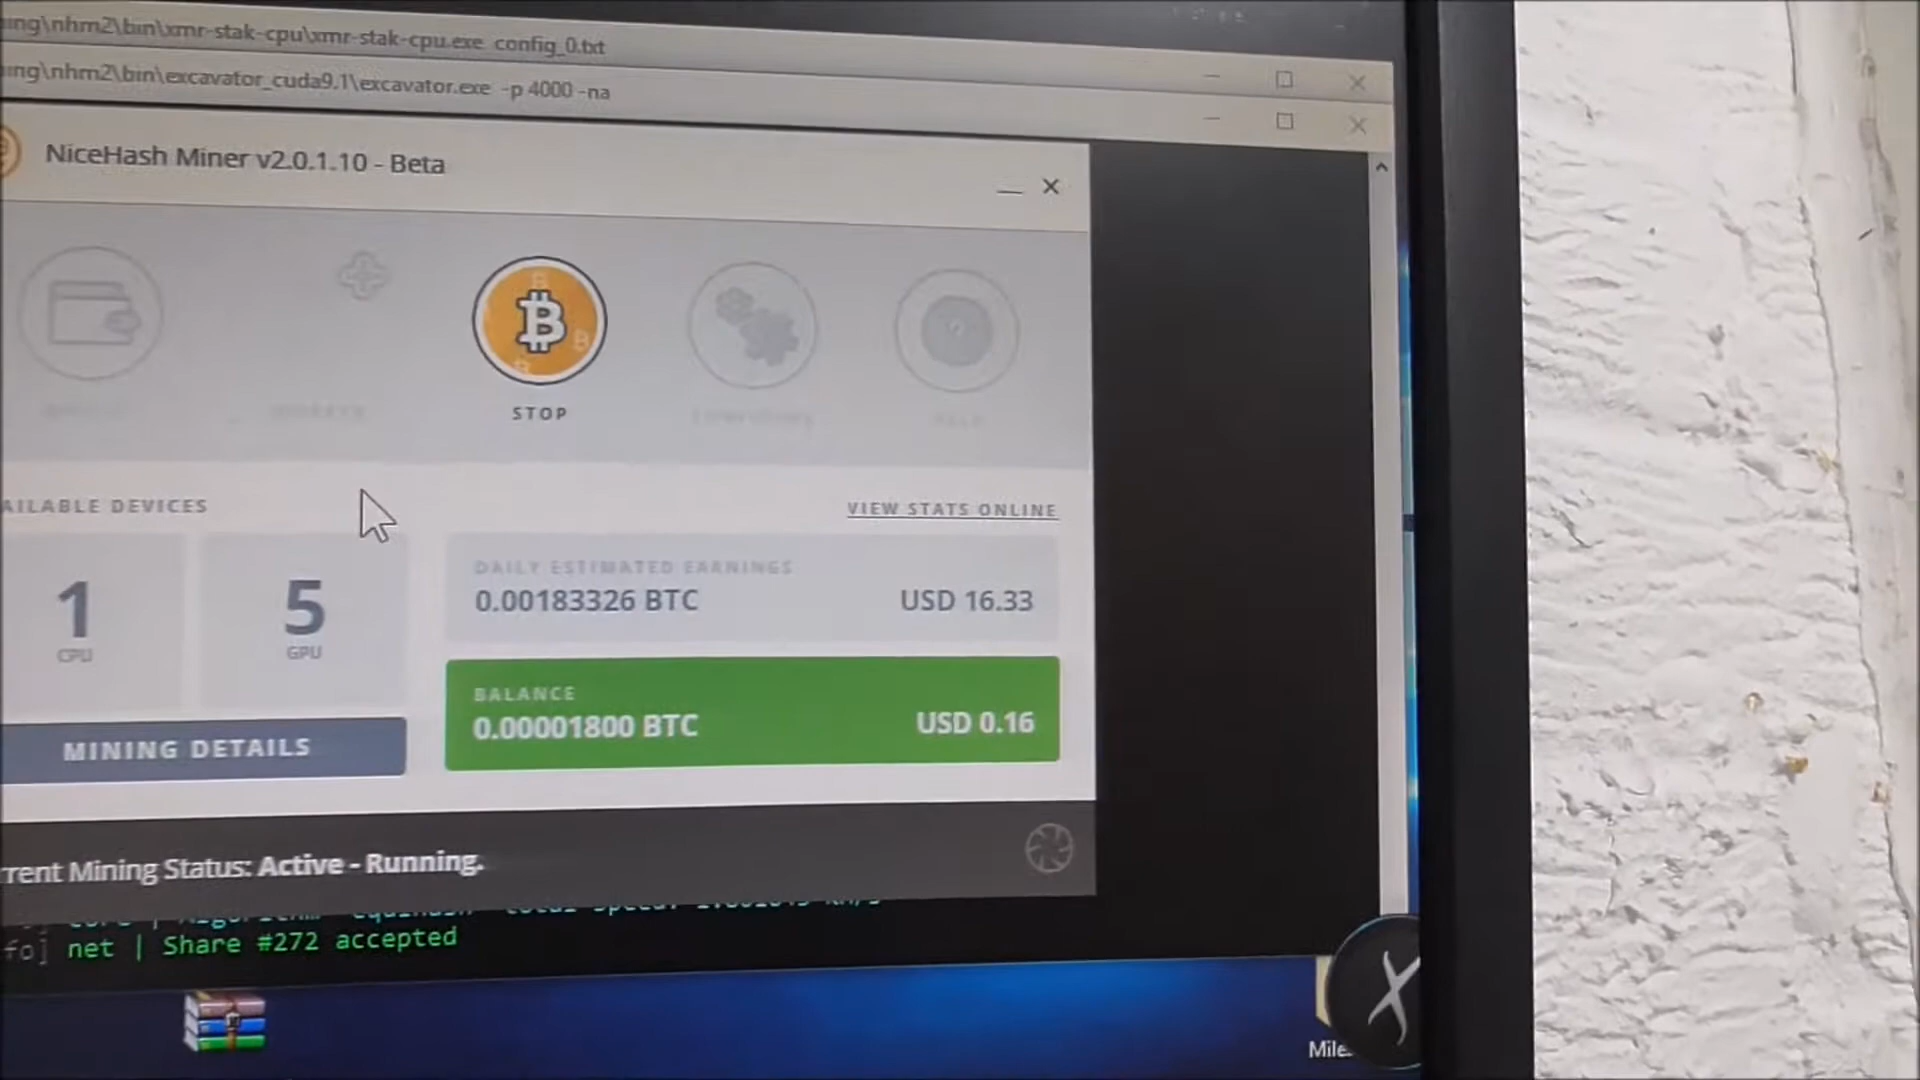 ing\nhm2\bin\xmr-stak-cpu\xmr-stak-cpu.exe config_0.txt
ing\nhm2\bin\excavator_cuda9.1\excavator.exe -p 4000 -na
NiceHash Miner v2.0.1.10 - Beta
STOP
AILABLE DEVICES
VIEW STATS ONLINE
1
CPU
5
GPU
DAILY ESTIMATED EARNINGS
0.00183326 BTC
USD 16.33
BALANCE
0.00001800 BTC
USD 0.16
MINING DETAILS
rrent Mining Status: Active - Running.
fo] net | Share #272 accepted
Mile